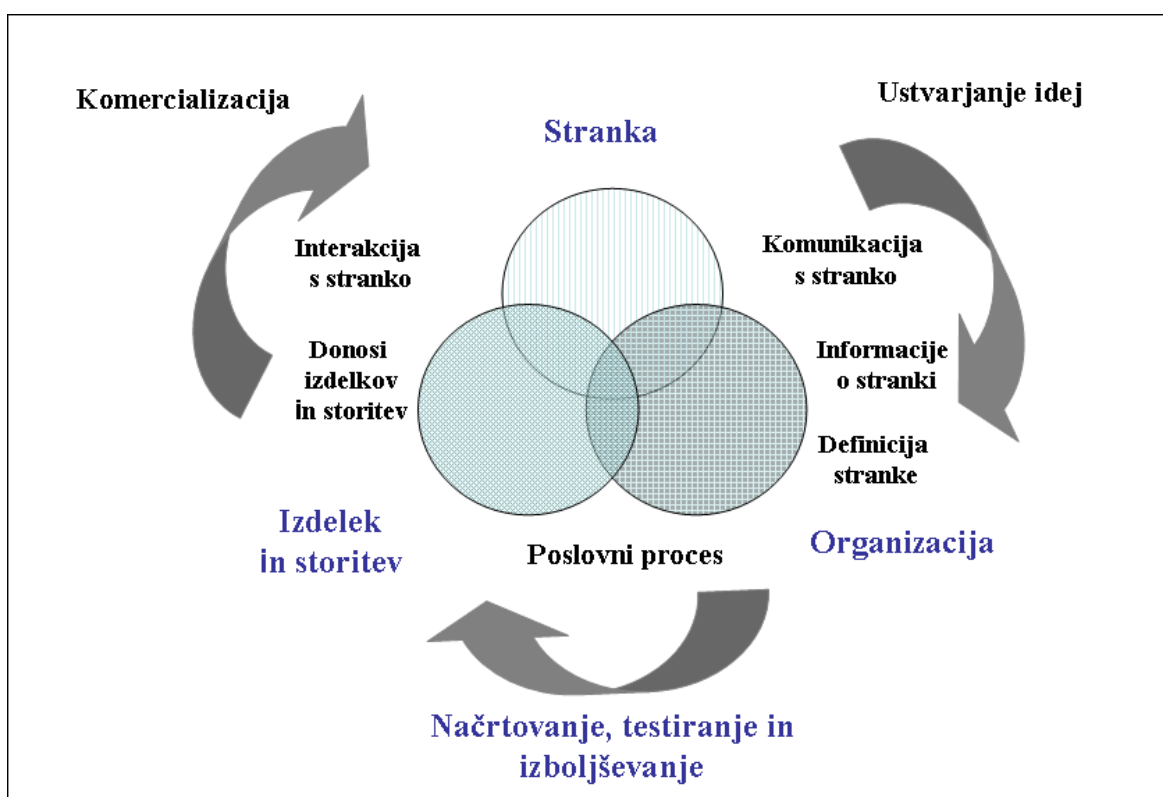 Komercializacija
Ustvarjanje idej
Stranka
Interakcija
s stranko
Komunikacija
s stranko
Donosi
izdelkov
in storitev
Informacije
o stranki
Definicija
stranke
Izdelek
in storitev
Poslovni proces
Organizacija
Načrtovanje, testiranje in
izboljševanje